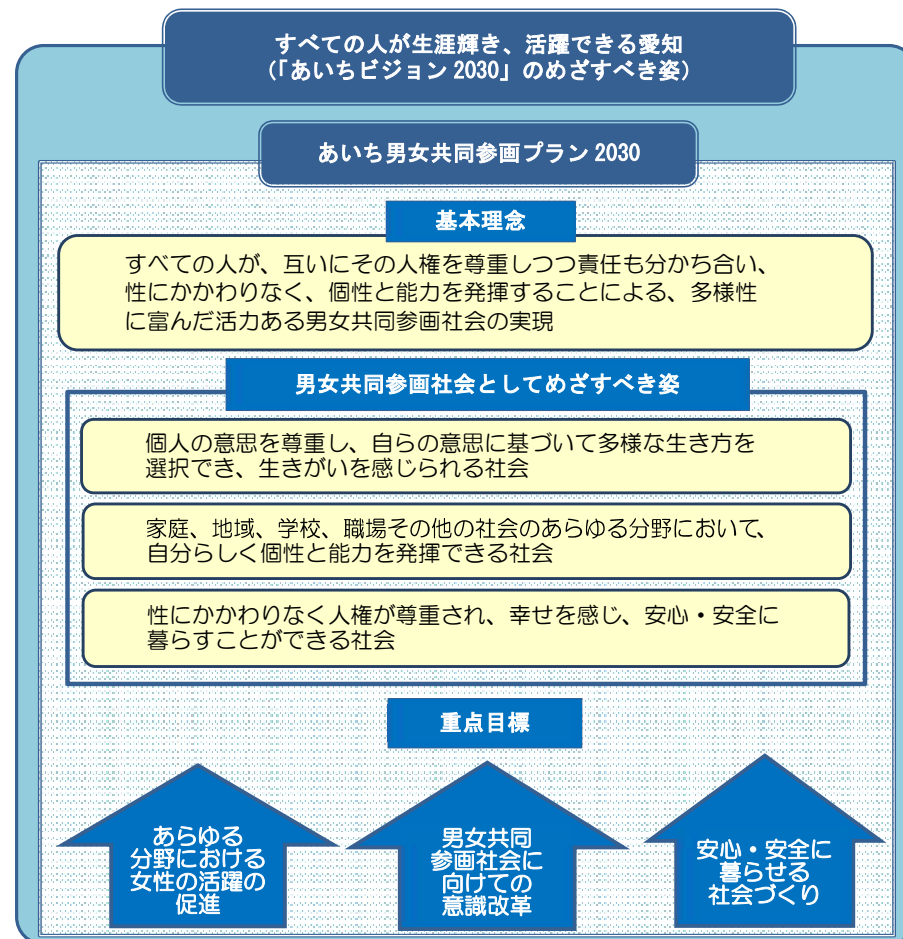 すべての人が生涯輝き、活躍できる愛知
(「あいちビジョン 2030」のめざすべき姿)
あいち男女共同参画プラン 2030
基本理念
すべての人が、互いにその人権を尊重しつつ責任も分かち合い、
性にかかわりなく、個性と能力を発揮することによる、多様性
に富んだ活力ある男女共同参画社会の実現
男女共同参画社会としてめざすべき姿
個人の意思を尊重し、自らの意思に基づいて多様な生き方を
選択でき、生きがいを感じられる社会
家庭、地域、学校、職場その他の社会のあらゆる分野において、
自分らしく個性と能力を発揮できる社会
性にかかわりなく人権が尊重され、幸せを感じ、安心・安全に
暮らすことができる社会
重点目標
あらゆる
分野における
女性の活躍の
促進
男女共同
参画社会に
向けての
意識改革
安心・安全に
暮らせる
社会づくり